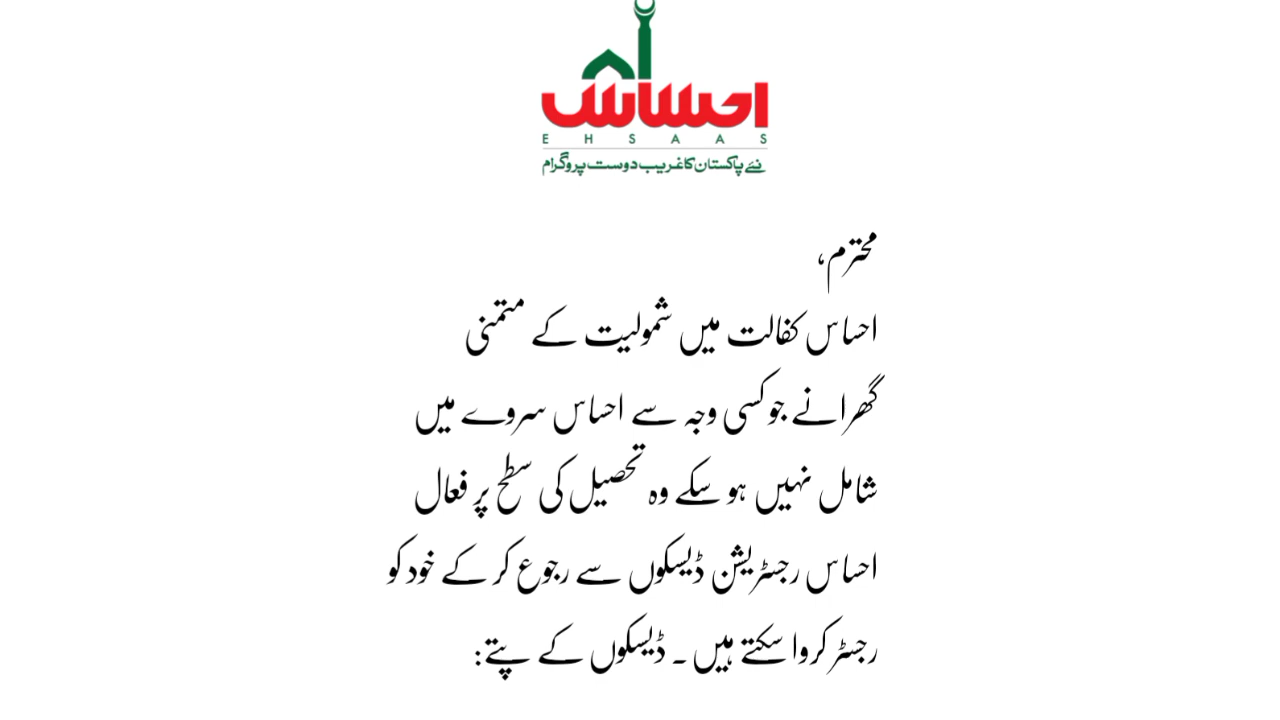 احساس
EHSAAS
نئے پاکستان کا غریب دوست پروگرام
محترم،
احساس کفالت میں شمولیت کے متمنی
گھرانے جو کسی وجہ سے احساس سروے میں
شامل نہیں ہو سکے وہ تحصیل کی سطح پر فعال
احساس رجسٹریشن ڈیسکوں سے رجوع کر کے خود کو
رجسٹر کروا سکتے ہیں۔ ڈیسکوں کے پتے: